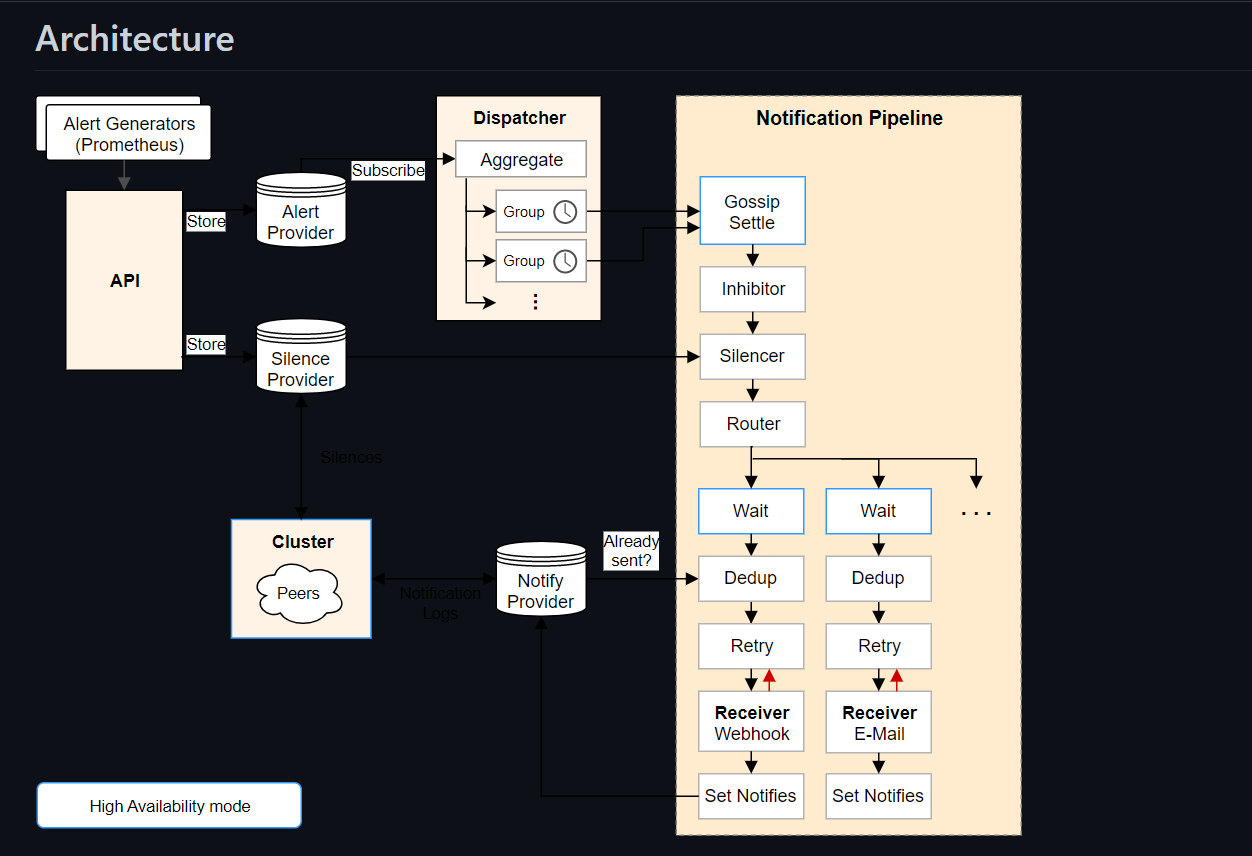 Architecture
Alert Generators
(Prometheus)
API
Store
Alert
Provider
Subscribe
Store
Silence
Provider
Silences
Cluster
Peers
Notification
Logs
Notify
Provider
Already
sent?
Dispatcher
Aggregate
Group
Group
Notification Pipeline
Gossip
Settle
Inhibitor
Silencer
Router
Wait
Wait
. . .
Dedup
Dedup
Retry
Retry
Receiver
Webhook
Receiver
E-Mail
Set Notifies
Set Notifies
High Availability mode